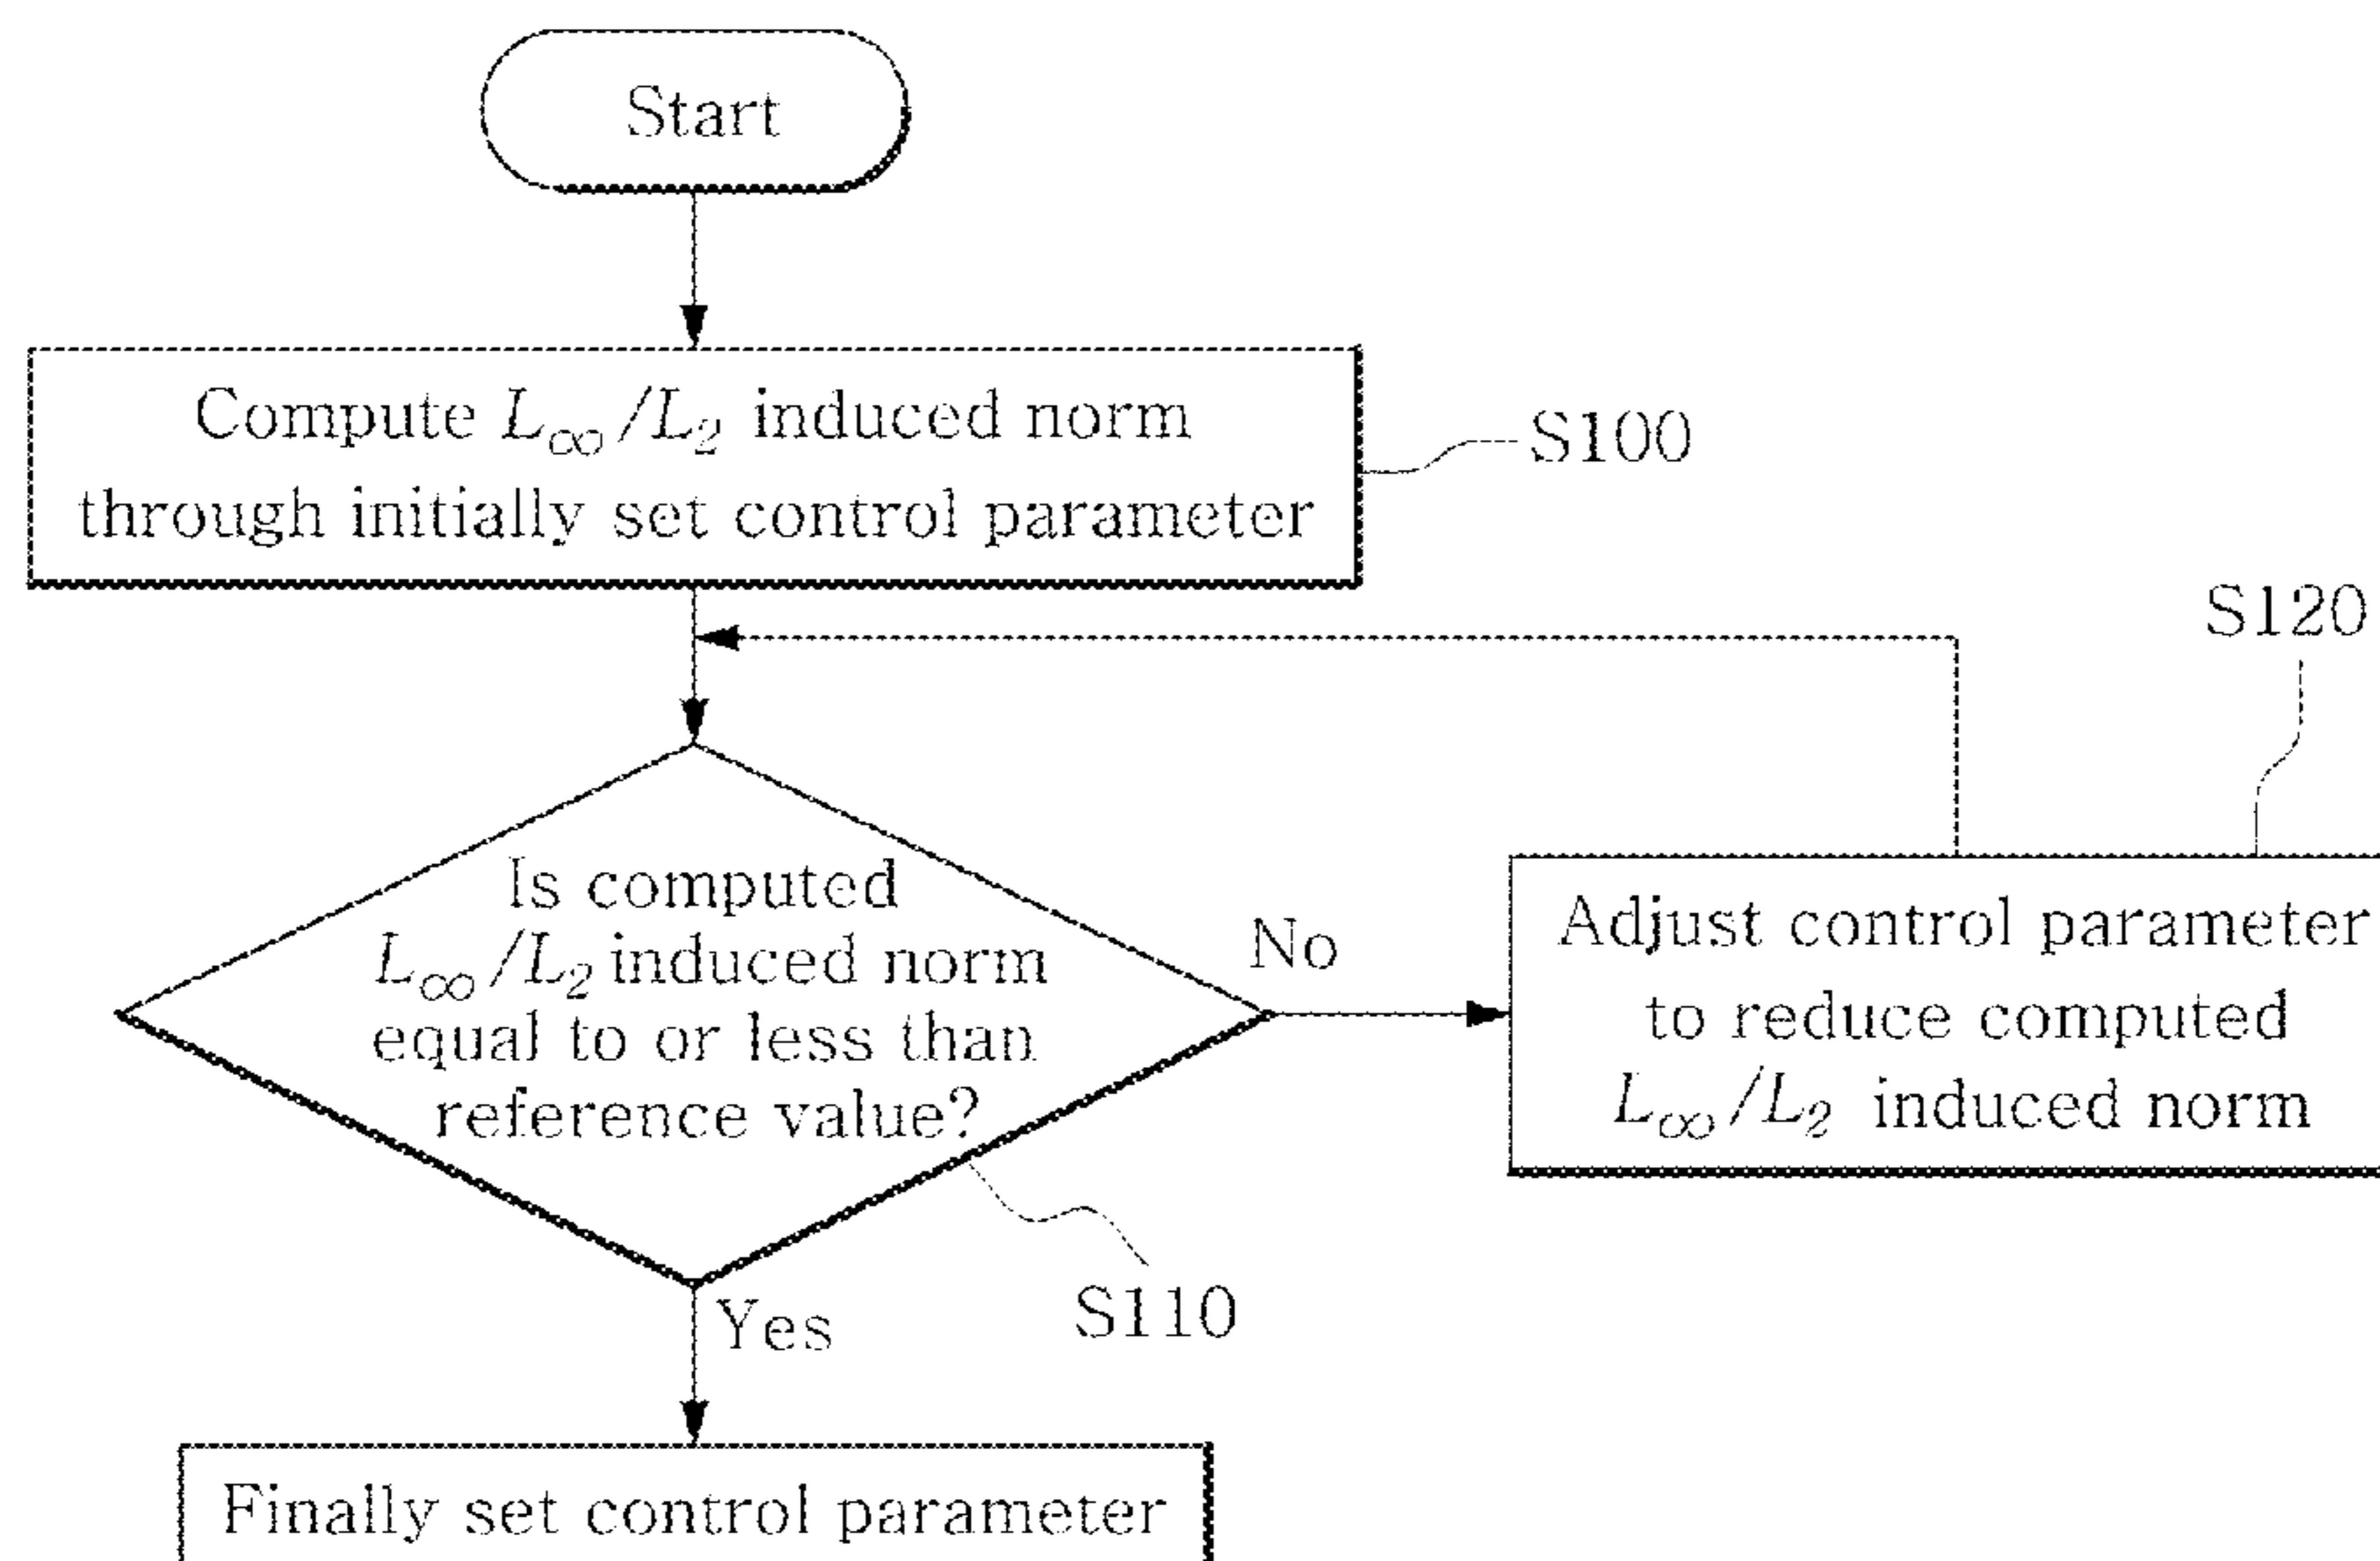 Start
Compute L∞/L2 induced norm
through initially set control parameter
S100
S120
Is computed
L∞/L2 induced norm
equal to or less than
reference value?
No
Adjust control parameter
to reduce computed
L∞/L2 induced norm
S110
Yes
Finally set control parameter